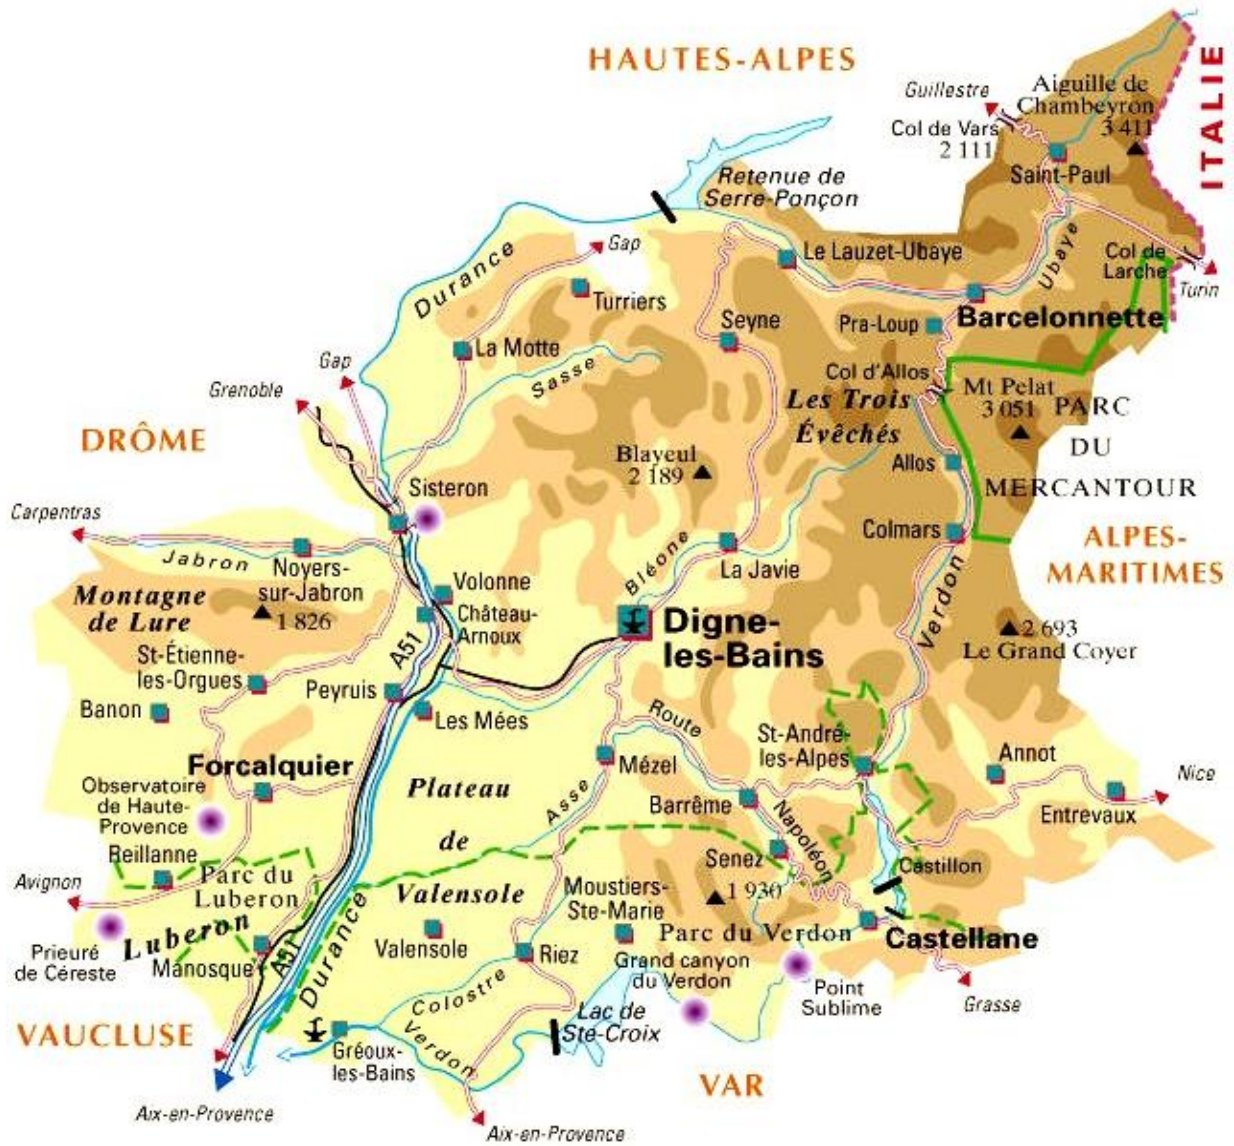 HAUTES-ALPES
ITALIE
Guillestre
Aiguille de
Chambeyron
3 411
Col de Vars
2 111
Saint-Paul
Retenue de
Serre-Ponçon
Durance
Gap
Le Lauzet-Ubaye
Ubaye
Col de
Larche
Turin
Turriers
Seyne
Pra-Loup
Barcelonnette
La Motte
Sasse
Gap
Grenoble
Col d'Allos
Mt Pelat
3 051
PARC
DU
MERCANTOUR
Les Trois
Évêchés
DRÔME
Blayeul
2 189
Allos
Sisteron
Carpentras
Jabron
Noyers-
sur-Jabron
Colmars
ALPES-
MARITIMES
Bléone
La Javie
Volonne
Château-
Arnoux
Montagne
de Lure
1 826
Digne-
les-Bains
Verdon
2 693
Le Grand Coyer
A51
St-Étienne-
les-Orgues
Peyruis
Banon
Les Mées
Route
St-André-
les-Alpes
Annot
Nice
Forcalquier
Mézel
Observatoire
de Haute-
Provence
Plateau
Asse
Barrême
Napoléon
Entrevaux
de
Reillanne
Senez
Castillon
Avignon
Parc du
Luberon
Valensole
Moustiers-
Ste-Marie
1 930
Luberon
Prieuré
de Céreste
Manosque
A51
Durance
Valensole
Riez
Parc du Verdon
Castellane
Grand canyon
du Verdon
Point
Sublime
Grasse
Colostre
Lac de
Ste-Croix
VAUCLUSE
Verdon
Gréoux-
les-Bains
VAR
Aix-en-Provence
Aix-en-Provence